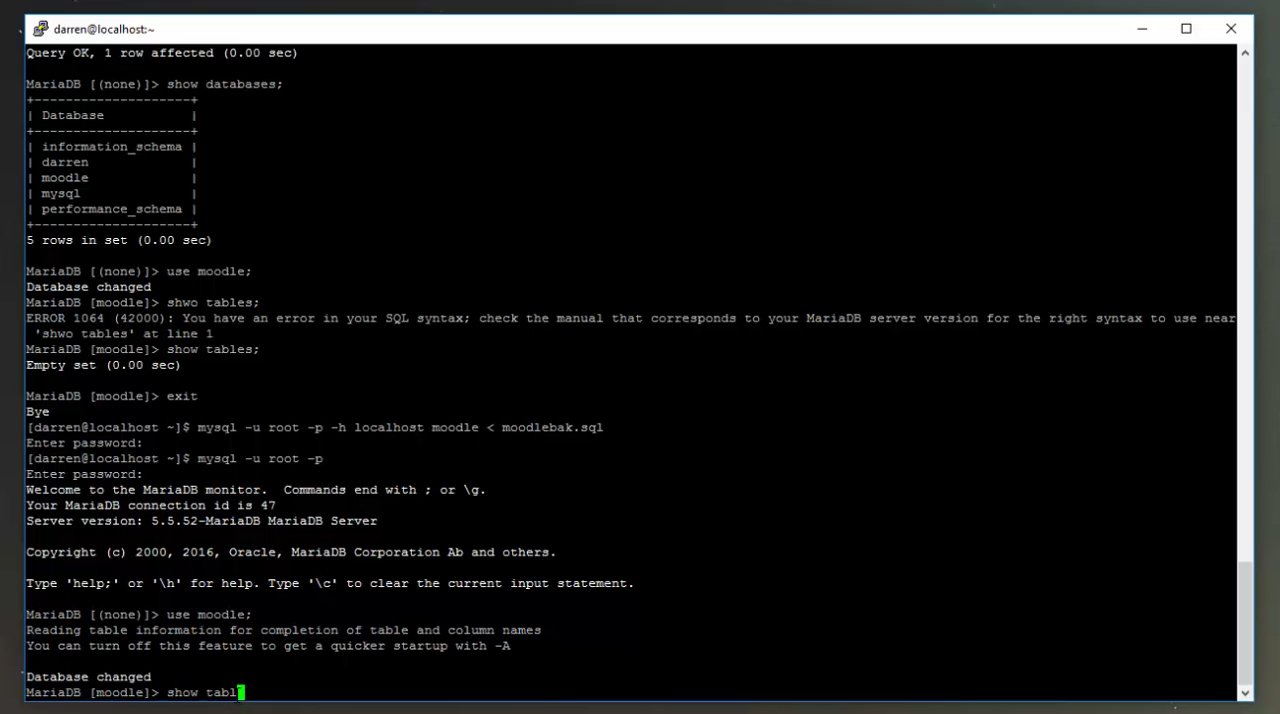 darren@localhost:~
Query OK, 1 row affected (0.00 sec)
MariaDB [(none)]> show databases;
+--------------------+
| Database           |
+--------------------+
| information_schema |
| darren             |
| moodle             |
| mysql              |
| performance_schema |
+--------------------+
5 rows in set (0.00 sec)
MariaDB [(none)]> use moodle;
Database changed
MariaDB [moodle]> shwo tables;
ERROR 1064 (42000): You have an error in your SQL syntax; check the manual that corresponds to your MariaDB server version for the right syntax to use near
'shwo tables' at line 1
MariaDB [moodle]> show tables;
Empty set (0.00 sec)
MariaDB [moodle]> exit
Bye
[darren@localhost ~]$ mysql -u root -p -h localhost moodle < moodlebak.sql
Enter password:
[darren@localhost ~]$ mysql -u root -p
Enter password:
Welcome to the MariaDB monitor.  Commands end with ; or \g.
Your MariaDB connection id is 47
Server version: 5.5.52-MariaDB MariaDB Server
Copyright (c) 2000, 2016, Oracle, MariaDB Corporation Ab and others.
Type 'help;' or '\h' for help. Type '\c' to clear the current input statement.
MariaDB [(none)]> use moodle;
Reading table information for completion of table and column names
You can turn off this feature to get a quicker startup with -A
Database changed
MariaDB [moodle]> show tabl